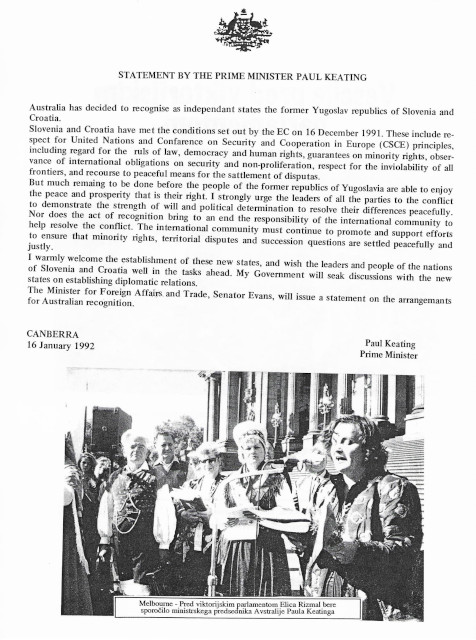 STATEMENT BY THE PRIME MINISTER PAUL KEATING
Australia has decided to recognise as independant states the former Yugoslav republics of Slovenia and
Croatia.
Slovenia and Croatia have met the conditions set out by the EC on 16 December 1991. These include re-
spect for United Nations and Confarence on Security and Cooperation in Europe (CSCE) principles,
including regard for the ruls of law, democracy and human rights, guarantees on minority rights, obser-
vance of international obligations on security and non-proliferation, respect for the inviolability of all
frontiers, and recourse to peaceful means for the sattlement of disputas.
But much remaing to be done before the people of the former republics of Yugoslavia are able to enjoy
the peace and prosperity that is their right. I strongly urge the leaders of all the parties to the conflict
to demonstrate the strength of will and political determination to resolve their differences peacefully.
Nor does the act of recognition bring to an end the responsibility of the international community to
help resolve the conflict. The international community must continue to promote and support efforts
to ensure that minority rights, territorial disputes and succession questions are settled peacefully and
justly.
I warmly welcome the establishment of these new states, and wish the leaders and people of the nations
of Slovenia and Croatia well in the tasks ahead. My Government will seak discussions with the new
states on establishing diplomatic relations.
The Minister for Foreign Affairs and Trade, Senator Evans, will issue a statement on the arrangamants
for Australian recognition.
CANBERRA
16 January 1992
Paul Keating
Prime Minister
Melbourne - Pred viktorijskim parlamentom Elica Rizmal bere
sporočilo ministrskega predsednika Avstralije Paula Keatinga